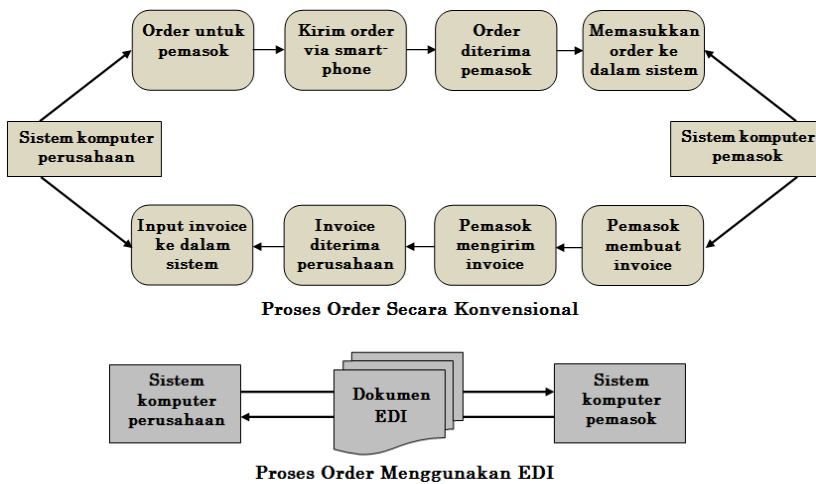 Order untuk
pemasok
Kirim order
via smart-
phone
Order
diterima
pemasok
Memasukkan
order ke
dalam sistem
Sistem komputer
perusahaan
Sistem komputer
pemasok
Input invoice
ke dalam
sistem
Invoice
diterima
perusahaan
Pemasok
mengirim
invoice
Pemasok
membuat
invoice
Proses Order Secara Konvensional
Sistem
komputer
perusahaan
Dokumen
EDI
Sistem
komputer
pemasok
Proses Order Menggunakan EDI